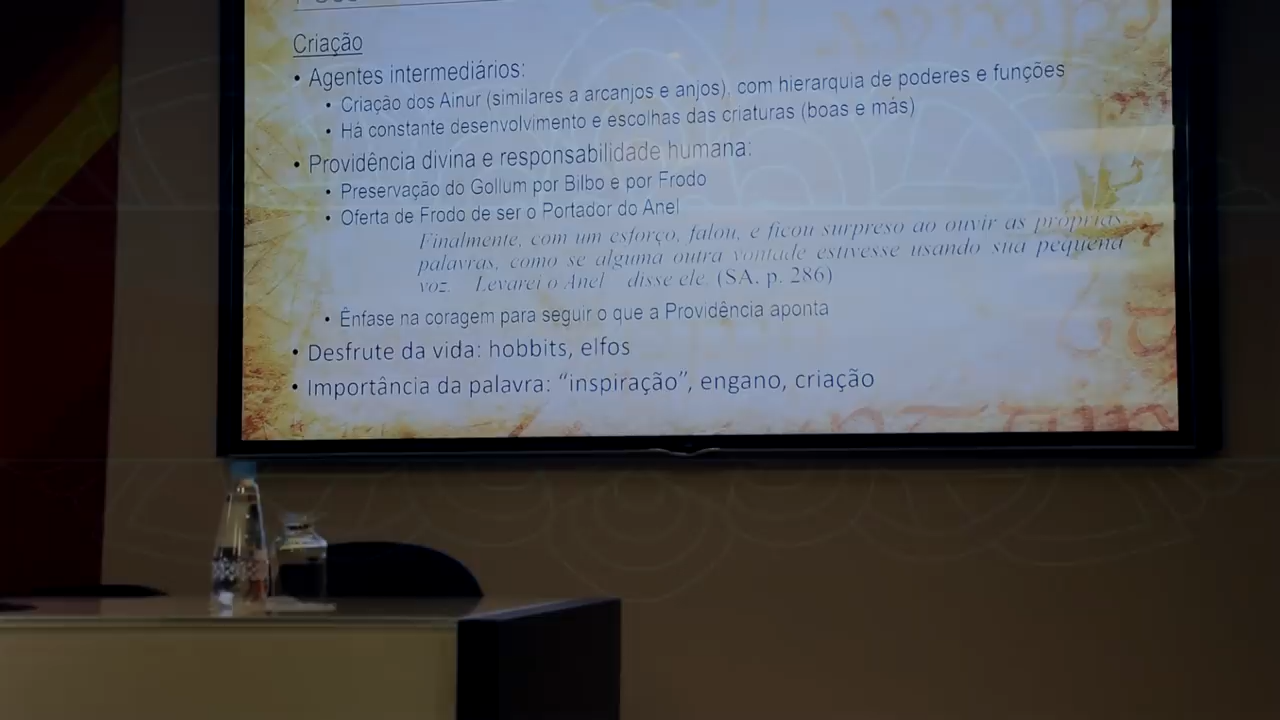 Criação
• Agentes intermediários:
• Criação dos Ainur (similares a arcanjos e anjos), com hierarquia de poderes e funções
• Há constante desenvolvimento e escolhas das criaturas (boas e más)
• Providência divina e responsabilidade humana:
• Preservação do Gollum por Bilbo e por Frodo
• Oferta de Frodo de ser o Portador do Anel
Finalmente, com um esforço, falou, e ficou surpreso ao ouvir as próprias
palavras, como se alguma outra vontade estivesse usando sua pequena
voz. Levarei o Anel disse ele. (SA, p. 286)
• Ênfase na coragem para seguir o que a Providência aponta
• Desfrute da vida: hobbits, elfos
• Importância da palavra: “inspiração”, engano, criação